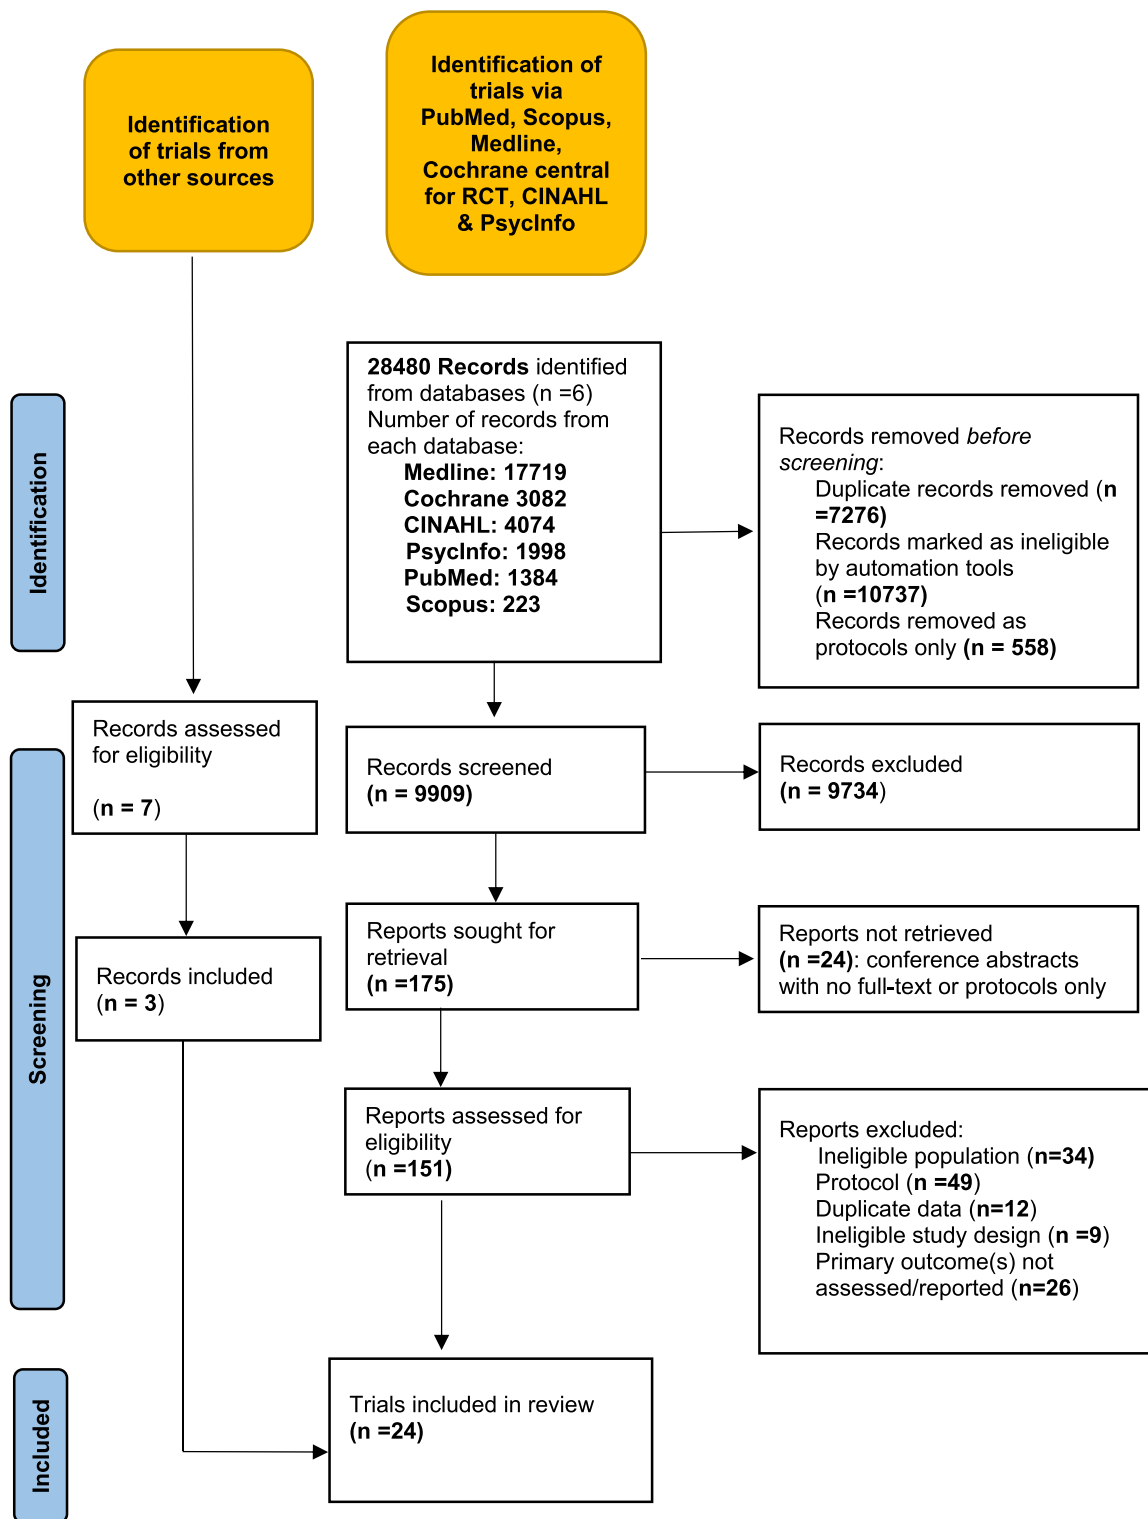 Identification
of trials from
other sources
Identification of
trials via
PubMed, Scopus,
Medline,
Cochrane central
for RCT, CINAHL
& PsycInfo
Identification
28480 Records identified
from databases (n =6)
Number of records from
each database:
Medline: 17719
Cochrane 3082
CINAHL: 4074
PsycInfo: 1998
PubMed: 1384
Scopus: 223
Records removed before
screening:
Duplicate records removed (n
=7276)
Records marked as ineligible
by automation tools
(n =10737)
Records removed as
protocols only (n = 558)
Screening
Records assessed
for eligibility
(n = 7)
Records screened
(n = 9909)
Records excluded
(n = 9734)
Records included
(n = 3)
Reports sought for
retrieval
(n =175)
Reports not retrieved
(n =24): conference abstracts
with no full-text or protocols only
Reports assessed for
eligibility
(n =151)
Reports excluded:
Ineligible population (n=34)
Protocol (n =49)
Duplicate data (n=12)
Ineligible study design (n =9)
Primary outcome(s) not
assessed/reported (n=26)
Included
Trials included in review
(n =24)